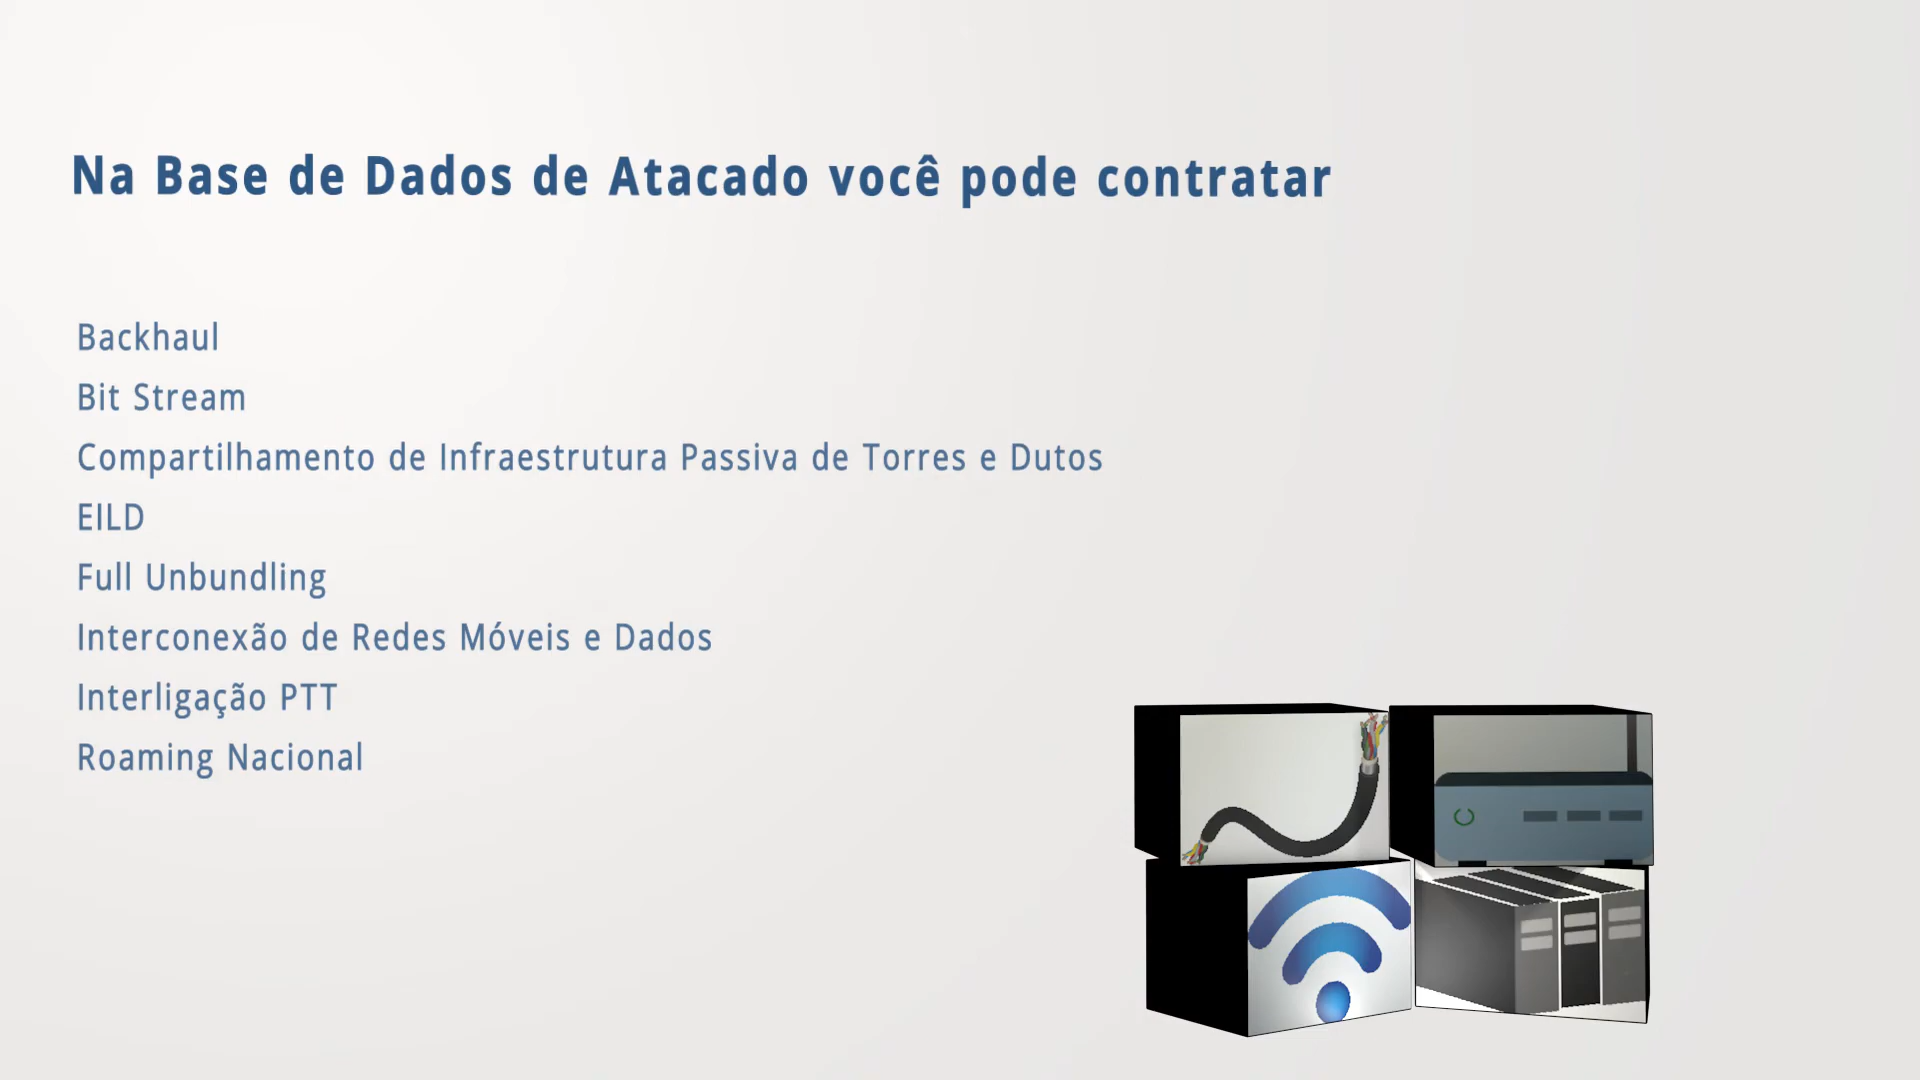 Na Base de Dados de Atacado você pode contratar
Backhaul
Bit Stream
Compartilhamento de Infraestrutura Passiva de Torres e Dutos
EILD
Full Unbundling
Interconexão de Redes Móveis e Dados
Interligação PTT
Roaming Nacional